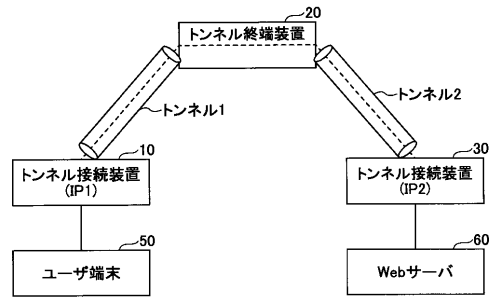 20
トンネル終端装置
トンネル1
トンネル2
10
トンネル接続装置
(IP1)
30
トンネル接続装置
(IP2)
50
ユーザ端末
60
Webサーバ